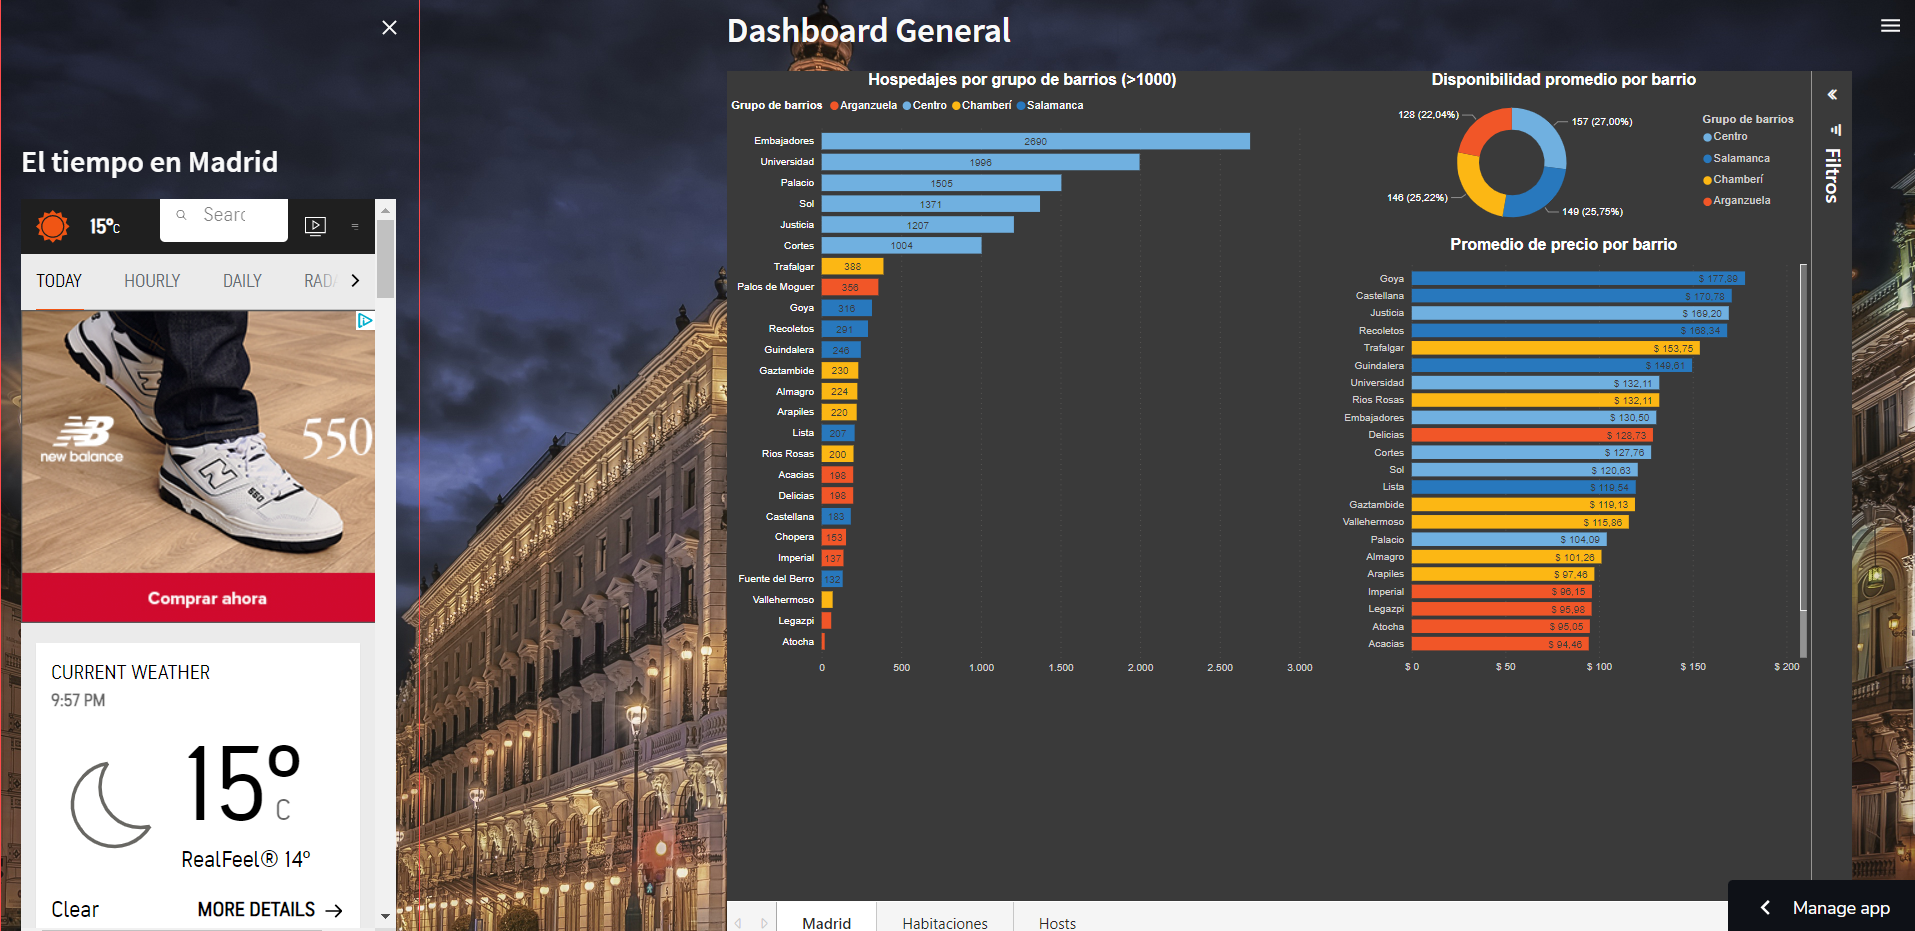 El tiempo en Madrid
15°C
Searc
TODAY HOURLY DAILY RADA
new balance
550
Comprar ahora
CURRENT WEATHER
9:57 PM
15°
C
RealFeel® 14°
Clear
MORE DETAILS
Dashboard General
Hospedajes por grupo de barrios (>1000)
Grupo de barrios Arganzuela Centro Chamberí Salamanca
Embajadores 2690
Universidad 1996
Palacio 1505
Sol 1371
Justicia 1207
Cortes 1004
Trafalgar 388
Palos de Moguer 356
Goya 316
Recoletos 291
Guindalera 246
Gaztambide 230
Almagro 224
Arapiles 220
Lista 207
Rios Rosas 200
Acacias 198
Delicias 198
Castellana 183
Chopera 153
Imperial 137
Fuente del Berro 132
Vallehermoso
Legazpi
Atocha
0 500 1.000 1.500 2.000 2.500 3.000
Disponibilidad promedio por barrio
128 (22,04%)
157 (27,00%)
146 (25,22%)
149 (25,75%)
Grupo de barrios
Centro
Salamanca
Chamberí
Arganzuela
Promedio de precio por barrio
Goya $ 177,89
Castellana $ 170,78
Justicia $ 169,20
Recoletos $ 168,34
Trafalgar $ 153,75
Guindalera $ 149,61
Universidad $ 132,11
Rios Rosas $ 132,11
Embajadores $ 130,50
Delicias $ 128,73
Cortes $ 127,76
Sol $ 120,63
Lista $ 119,54
Gaztambide $ 119,13
Vallehermoso $ 115,86
Palacio $ 104,09
Almagro $ 101,26
Arapiles $ 97,46
Imperial $ 96,15
Legazpi $ 95,98
Atocha $ 95,05
Acacias $ 94,46
$ 0 $ 50 $ 100 $ 150 $ 200
Filtros
Madrid Habitaciones Hosts
Manage app